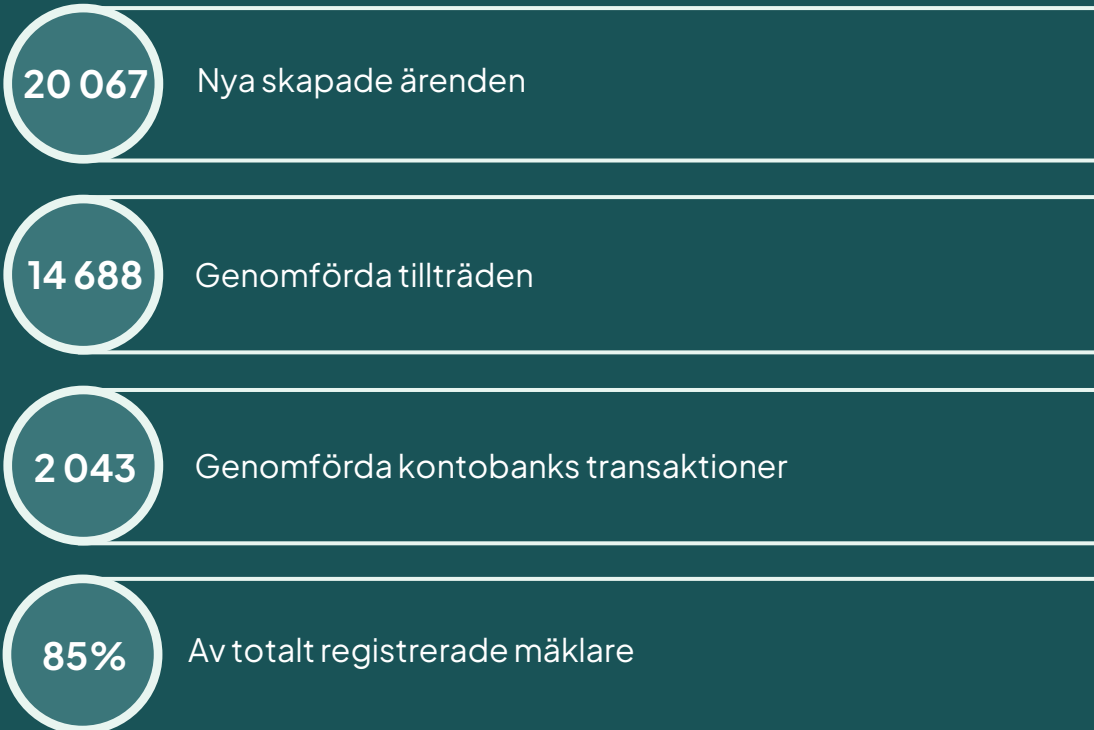 20 067 Nya skapade ärenden
14 688 Genomförda tillträden
2 043 Genomförda kontobanks transaktioner
85% Av totalt registrerade mäklare